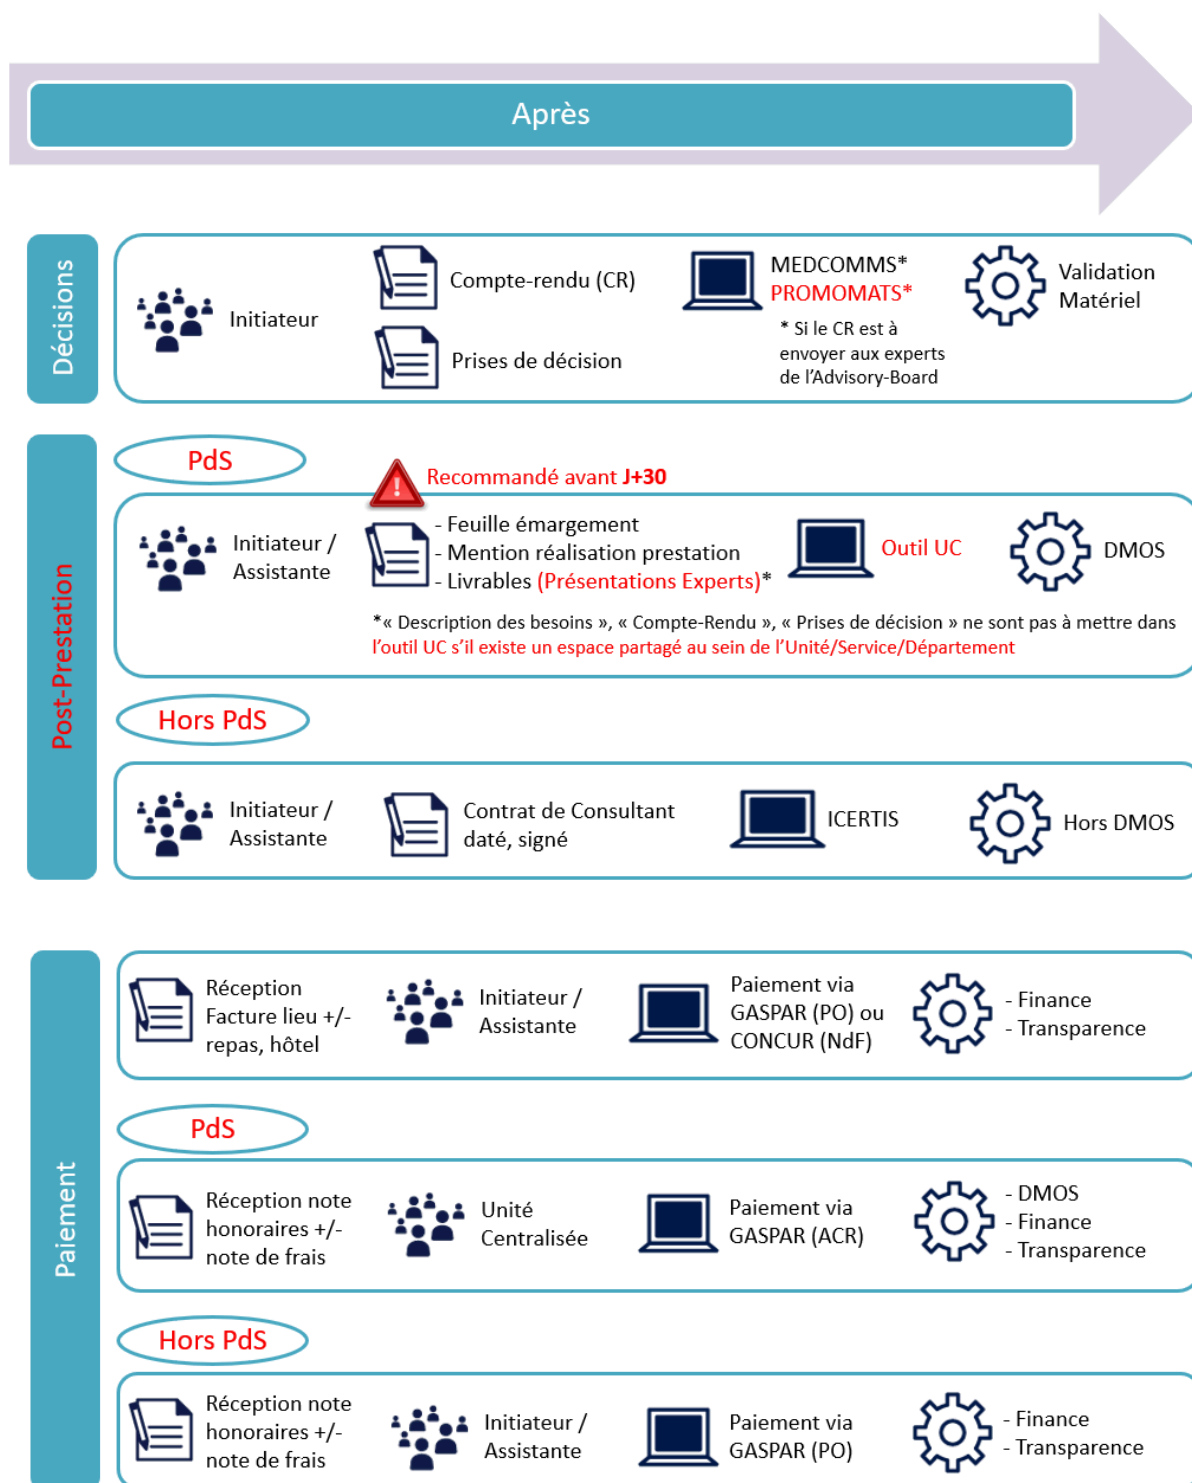 Après
Décisions
Initiateur
Compte-rendu (CR)
Prises de décision
MEDCOMMS*
PROMOMATS*
* Si le CR est à
envoyer aux experts
de l’Advisory-Board
Validation
Matériel
Post-Prestation
PdS
Recommandé avant J+30
Initiateur /
Assistante
- Feuille émargement
- Mention réalisation prestation
- Livrables (Présentations Experts)*
Outil UC
DMOS
*« Description des besoins », « Compte-Rendu », « Prises de décision » ne sont pas à mettre dans
l’outil UC s’il existe un espace partagé au sein de l’Unité/Service/Département
Hors PdS
Initiateur /
Assistante
Contrat de Consultant
daté, signé
ICERTIS
Hors DMOS
Paiement
Réception
Facture lieu +/-
repas, hôtel
Initiateur /
Assistante
Paiement via
GASPAR (PO) ou
CONCUR (NdF)
- Finance
- Transparence
PdS
Réception note
honoraires +/-
note de frais
Unité
Centralisée
Paiement via
GASPAR (ACR)
- DMOS
- Finance
- Transparence
Hors PdS
Réception note
honoraires +/-
note de frais
Initiateur /
Assistante
Paiement via
GASPAR (PO)
- Finance
- Transparence